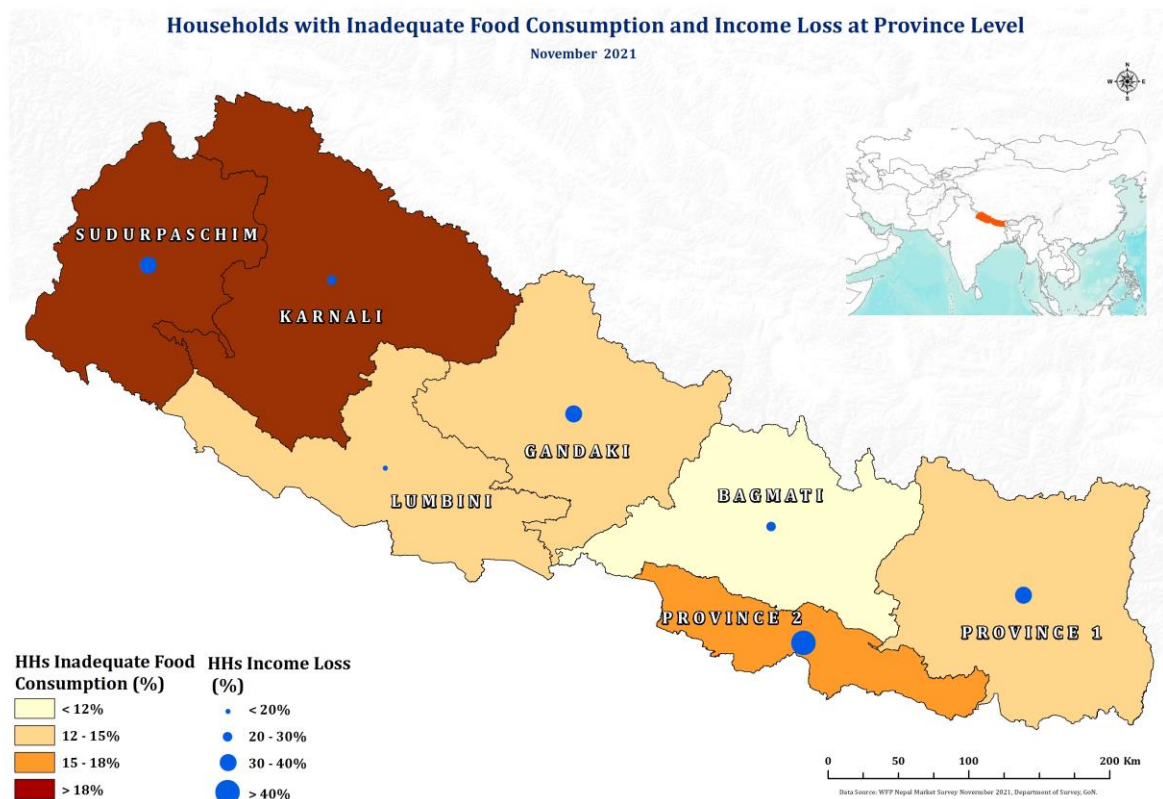 Households with Inadequate Food Consumption and Income Loss at Province Level
November 2021
N
W E
S
SUDURPASCHIM
KARNALI
GANDAKI
LUMBINI
BAGMATI
PROVINCE 2
PROVINCE 1
HHs Inadequate Food
Consumption (%)
< 12%
12 - 15%
15 - 18%
> 18%
HHs Income Loss
(%)
< 20%
20 - 30%
30 - 40%
> 40%
0 50 100 200 Km
Data Source: WFP Nepal Market Survey November 2021, Department of Survey, GoN.